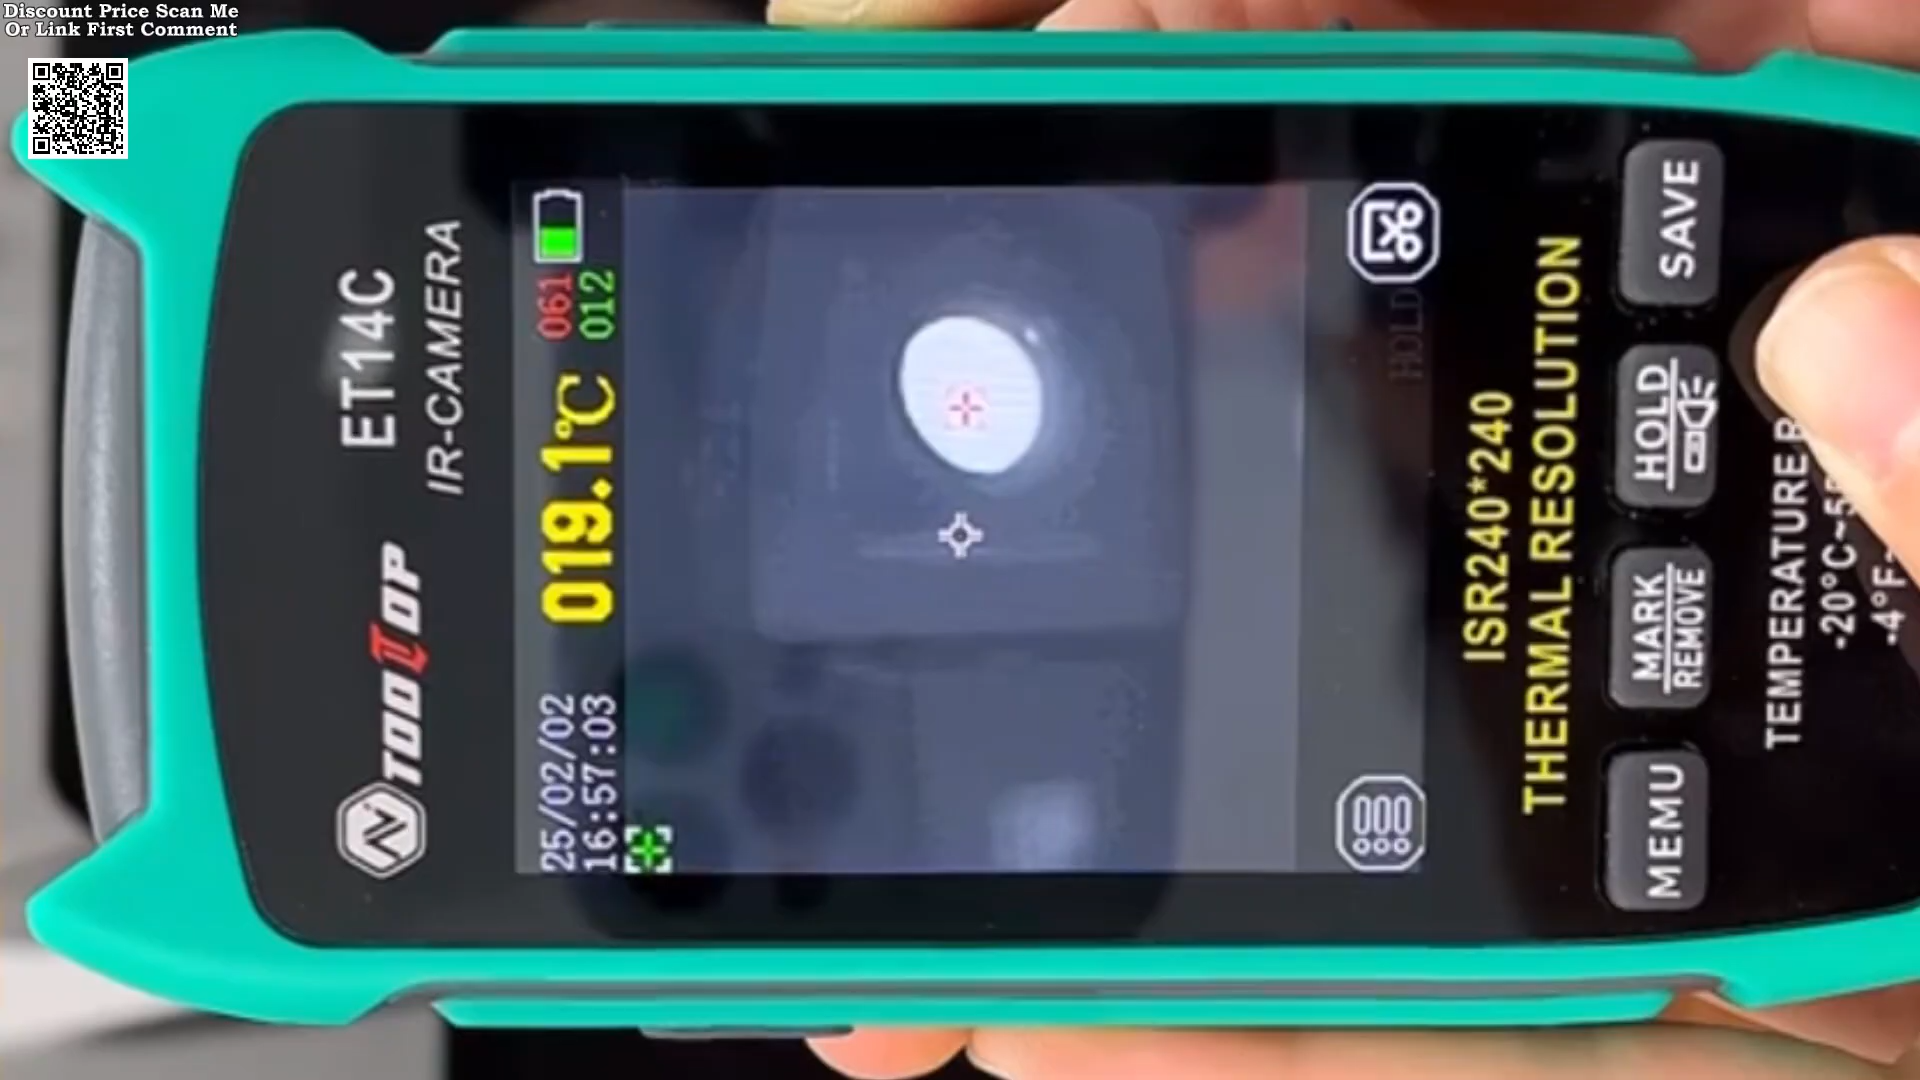 Discount Price Scan Me
Or Link First Comment
TOOLTOP
ET14C
IR-CAMERA
25/02/02
16:57:03
019.1°C
061
012
HOLD
ISR240*240
THERMAL RESOLUTION
MEMU
MARK
REMOVE
HOLD
SAVE
TEMPERATURE
-20°C~
-4°F